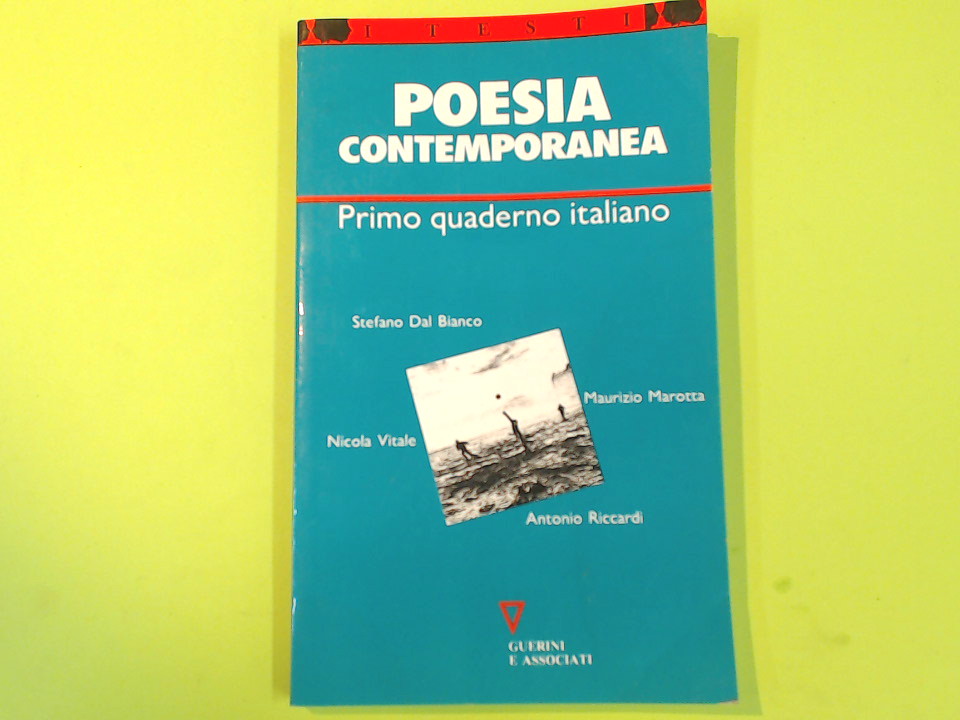 I TESTI
POESIA
CONTEMPORANEA
Primo quaderno italiano
Stefano Dal Bianco
Maurizio Marotta
Nicola Vitale
Antonio Riccardi
GUERINI
E ASSOCIATI